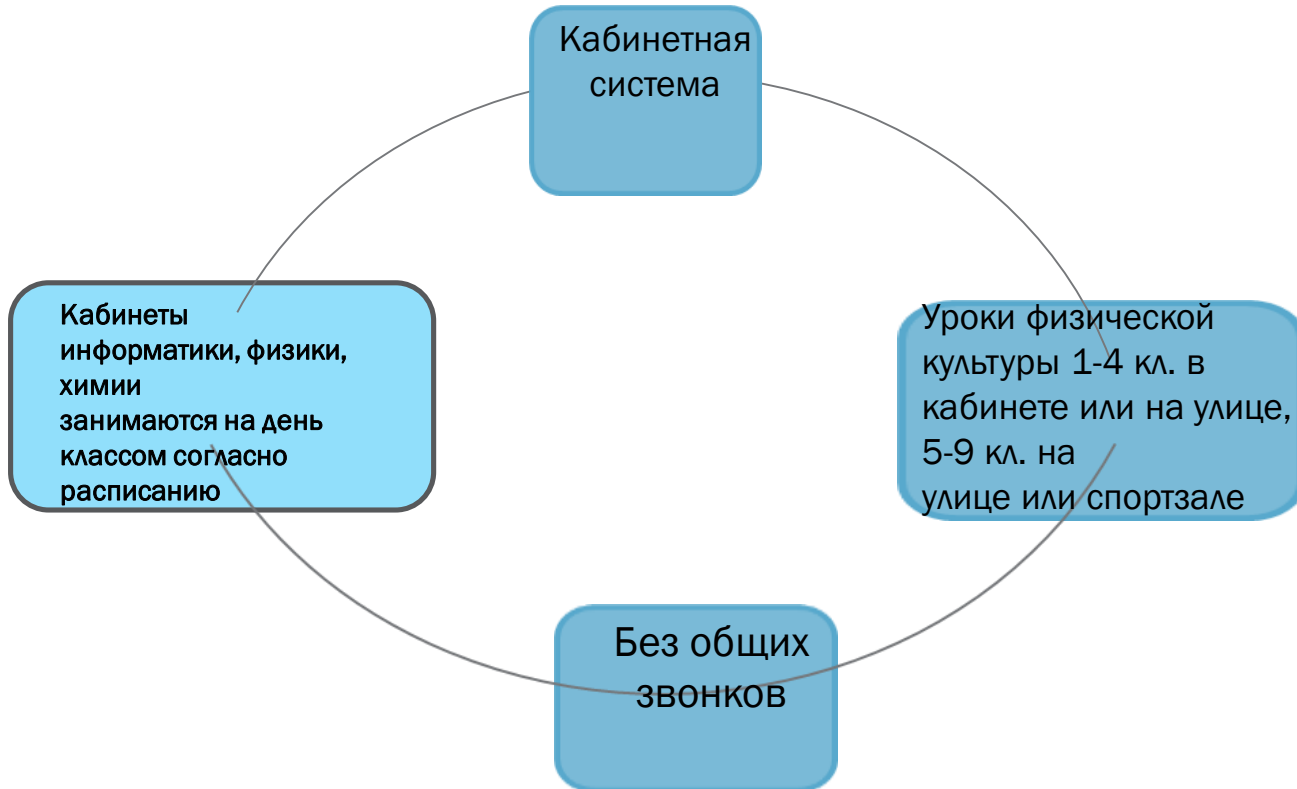 Кабинетная
система
Кабинеты
информатики, физики,
химии
занимаются на день
классом согласно
расписанию
Уроки физической
культуры 1-4 кл. в
кабинете или на улице,
5-9 кл. на
улице или спортзале
Без общих
звонков